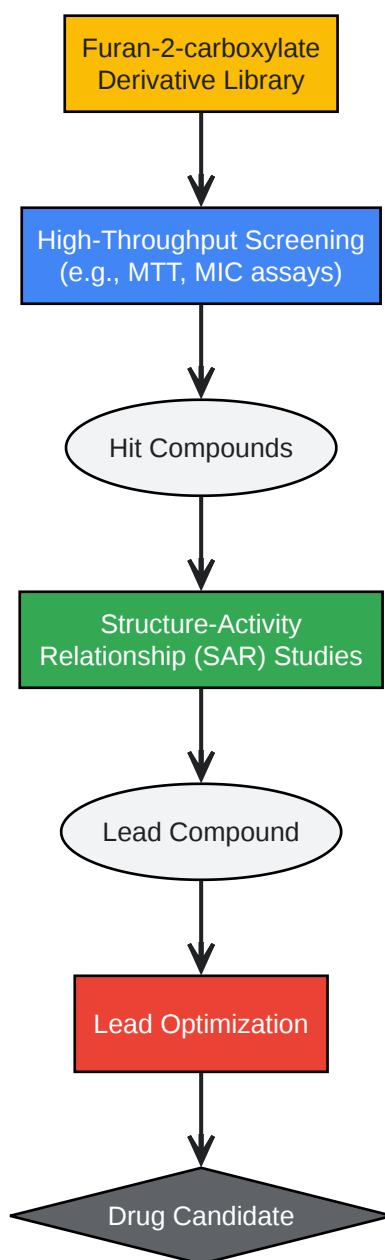 Furan-2-carboxylate
Derivative Library
High-Throughput Screening
(e.g., MTT, MIC assays)
Hit Compounds
Structure-Activity
Relationship (SAR) Studies
Lead Compound
Lead Optimization
Drug Candidate